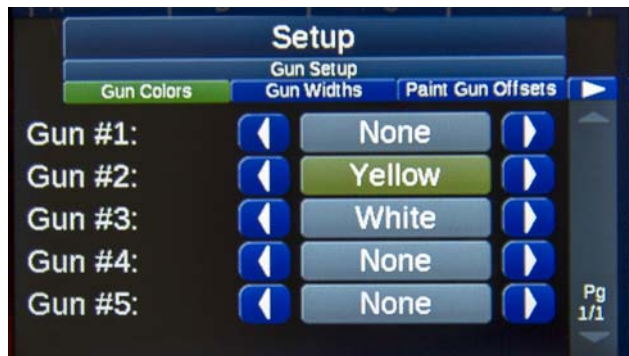 Setup
Gun Setup
Gun Colors Gun Widths Paint Gun Offsets
Gun #1: None
Gun #2: Yellow
Gun #3: White
Gun #4: None
Gun #5: None
Pg
1/1